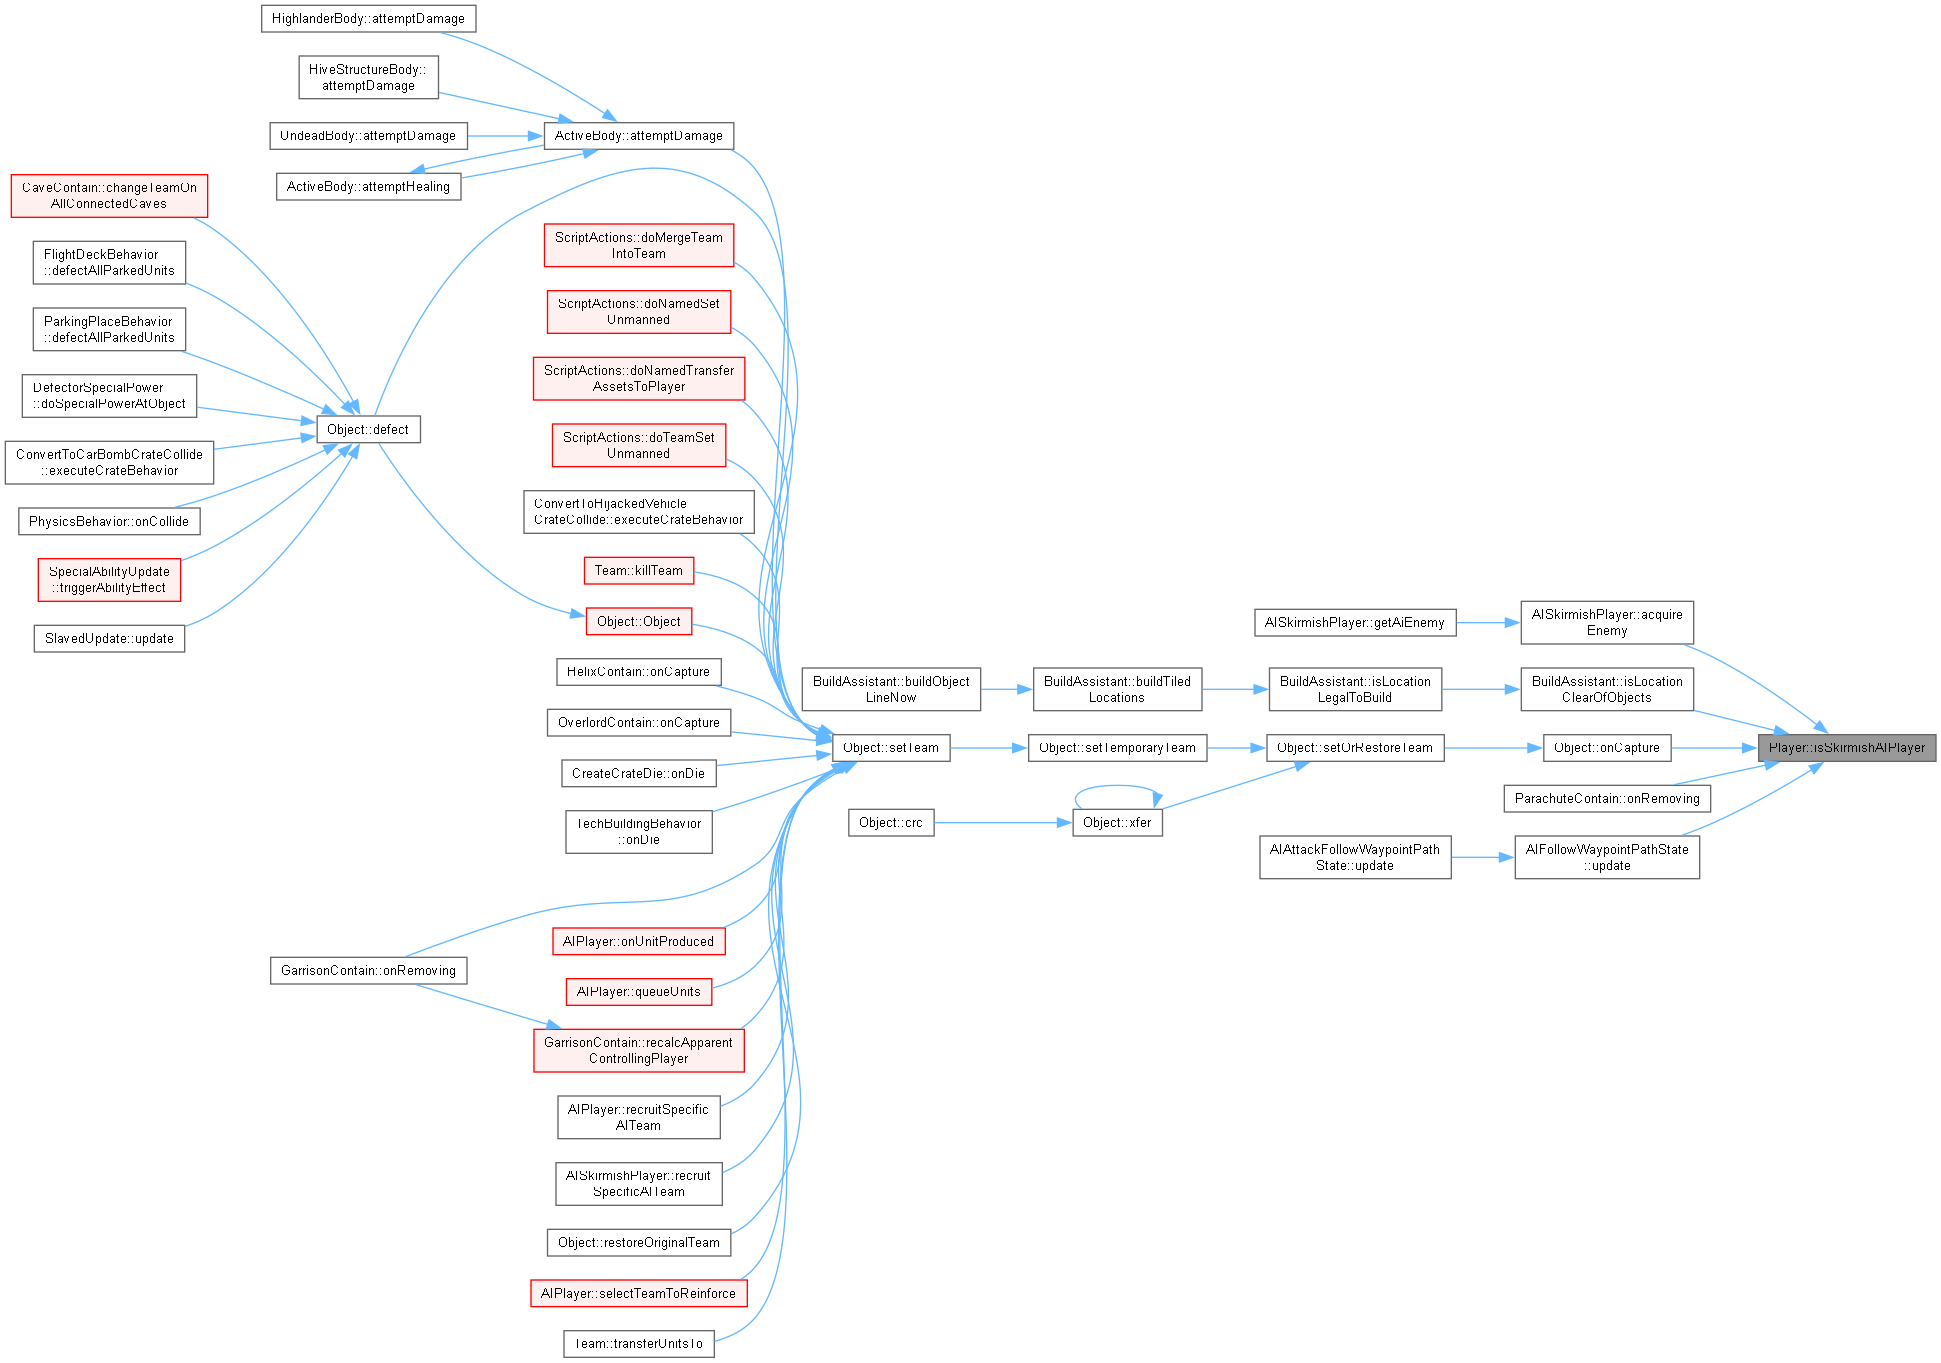 HighlanderBody::attemptDamage
HiveStructureBody::
attemptDamage
UndeadBody::attemptDamage
ActiveBody::attemptDamage
ActiveBody::attemptHealing
CaveContain::changeTeamOn
AllConnectedCaves
FlightDeckBehavior
::defectAllParkedUnits
ParkingPlaceBehavior
::defectAllParkedUnits
DefectorSpecialPower
::doSpecialPowerAtObject
Object::defect
ConvertToCarBombCrateCollide
::executeCrateBehavior
PhysicsBehavior::onCollide
SpecialAbilityUpdate
::triggerAbilityEffect
SlavedUpdate::update
ScriptActions::doMergeTeam
IntoTeam
ScriptActions::doNamedSet
Unmanned
ScriptActions::doNamedTransfer
AssetsToPlayer
ScriptActions::doTeamSet
Unmanned
ConvertToHijackedVehicle
CrateCollide::executeCrateBehavior
Team::killTeam
Object::Object
HelixContain::onCapture
OverlordContain::onCapture
CreateCrateDie::onDie
TechBuildingBehavior
::onDie
GarrisonContain::onRemoving
AIPlayer::onUnitProduced
AIPlayer::queueUnits
GarrisonContain::recalcApparent
ControllingPlayer
AIPlayer::recruitSpecific
AITeam
AISkirmishPlayer::recruit
SpecificAITeam
Object::restoreOriginalTeam
AIPlayer::selectTeamToReinforce
Team::transferUnitsTo
AISkirmishPlayer::getAiEnemy
AISkirmishPlayer::acquire
Enemy
BuildAssistant::buildObject
LineNow
BuildAssistant::buildTiled
Locations
BuildAssistant::isLocation
LegalToBuild
BuildAssistant::isLocation
ClearOfObjects
Object::setTeam
Object::setTemporaryTeam
Object::setOrRestoreTeam
Object::onCapture
Player::isSkirmishAIPlayer
ParachuteContain::onRemoving
Object::crc
Object::xfer
AIAttackFollowWaypointPath
State::update
AIFollowWaypointPathState
::update